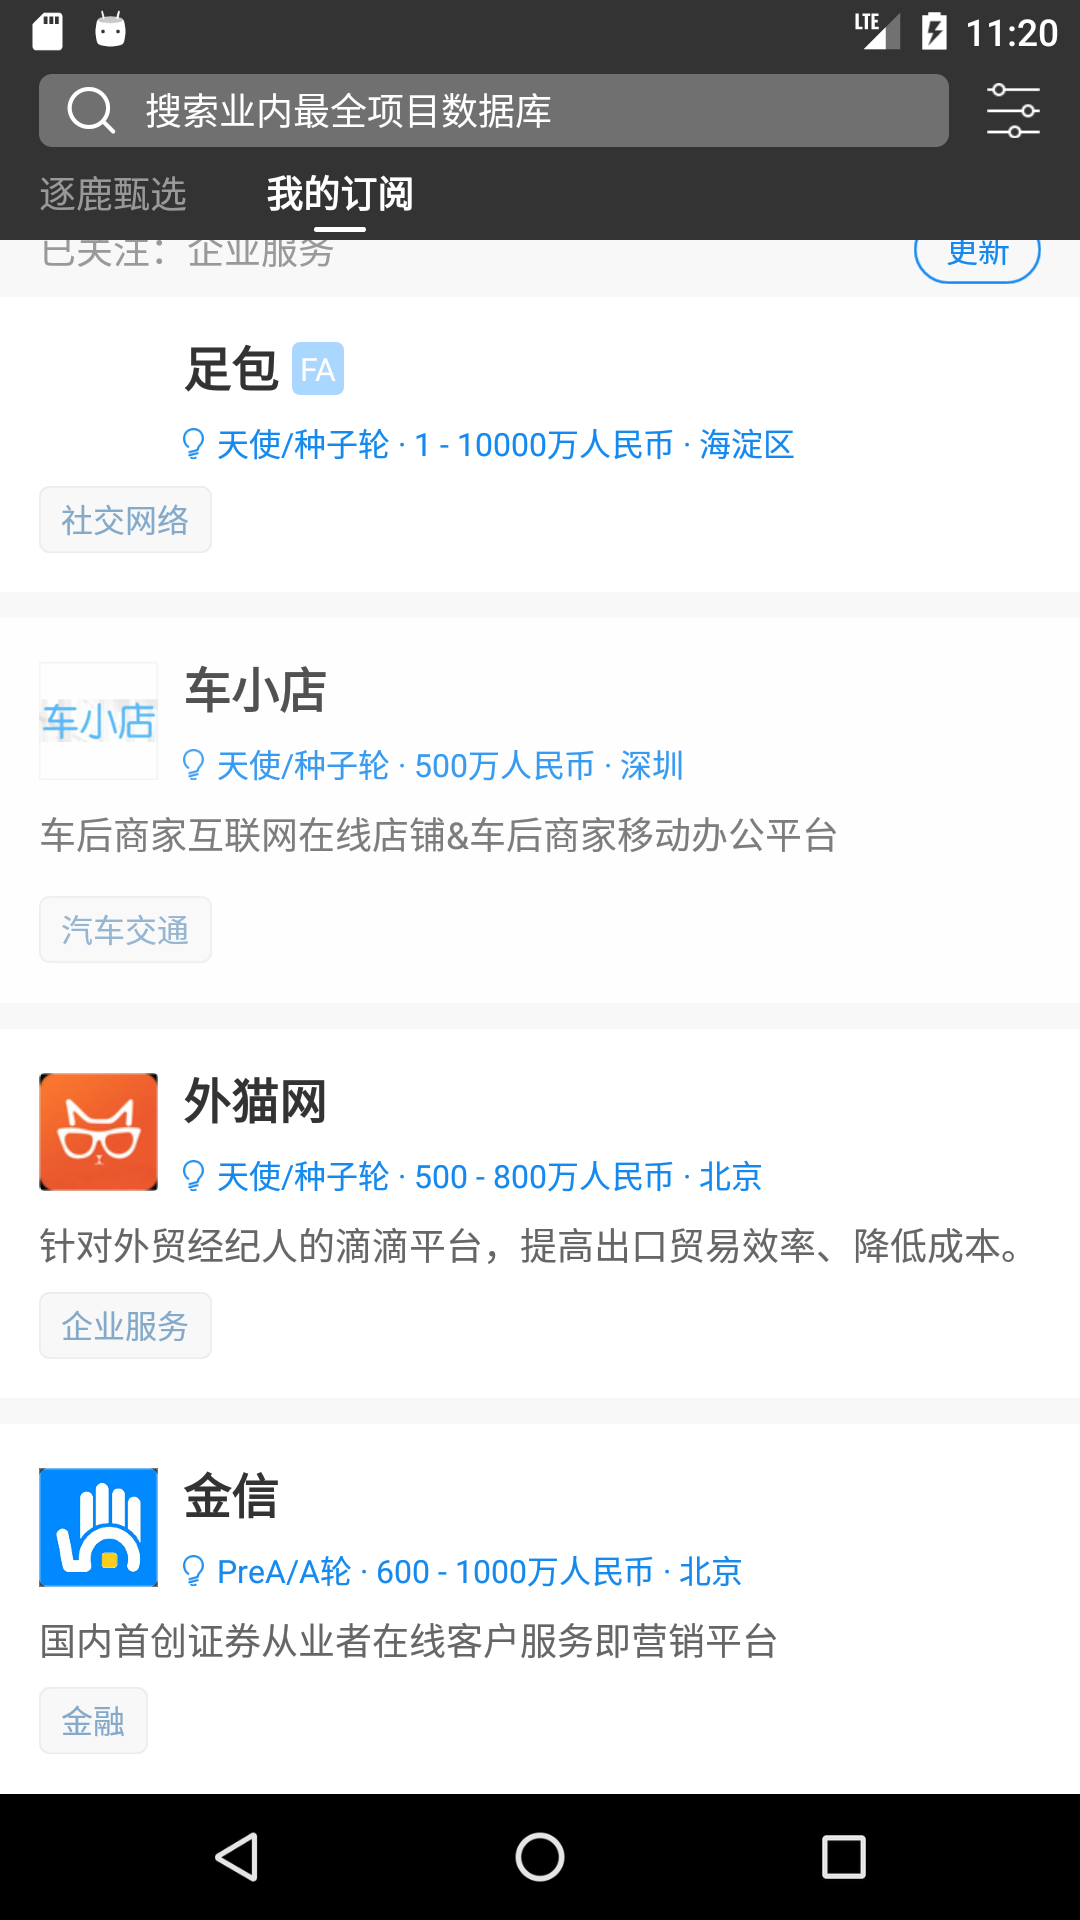 LTE 11:20
搜索业内最全项目数据库
逐鹿甄选 我的订阅
已关注：企业服务 更新
足包 FA
天使/种子轮 · 1 - 10000万人民币 · 海淀区
社交网络
车小店
车小店
天使/种子轮 · 500万人民币 · 深圳
车后商家互联网在线店铺&车后商家移动办公平台
汽车交通
外猫网
天使/种子轮 · 500 - 800万人民币 · 北京
针对外贸经纪人的滴滴平台，提高出口贸易效率、降低成本。
企业服务
金信
PreA/A轮 · 600 - 1000万人民币 · 北京
国内首创证券从业者在线客户服务即营销平台
金融